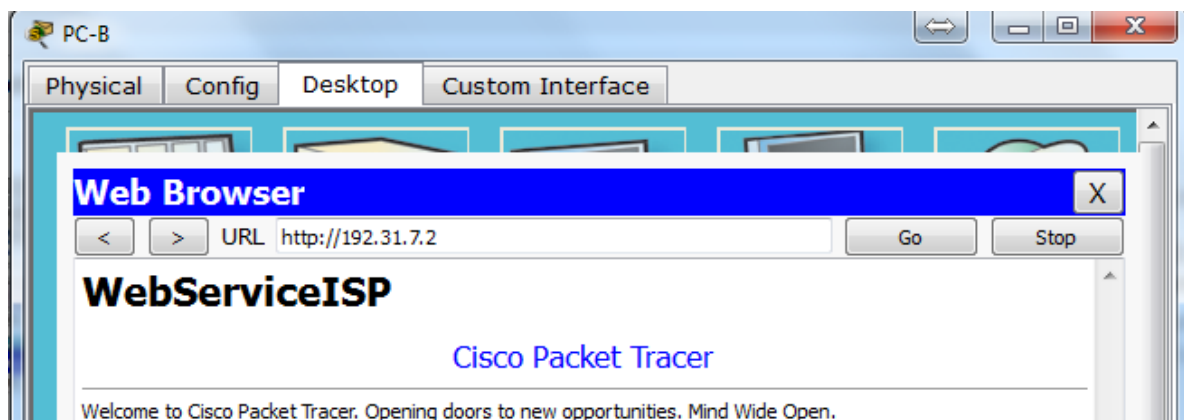 PC-B
Physical Config Desktop Custom Interface
Web Browser X
< > URL http://192.31.7.2 Go Stop
WebServiceISP
Cisco Packet Tracer
Welcome to Cisco Packet Tracer. Opening doors to new opportunities. Mind Wide Open.